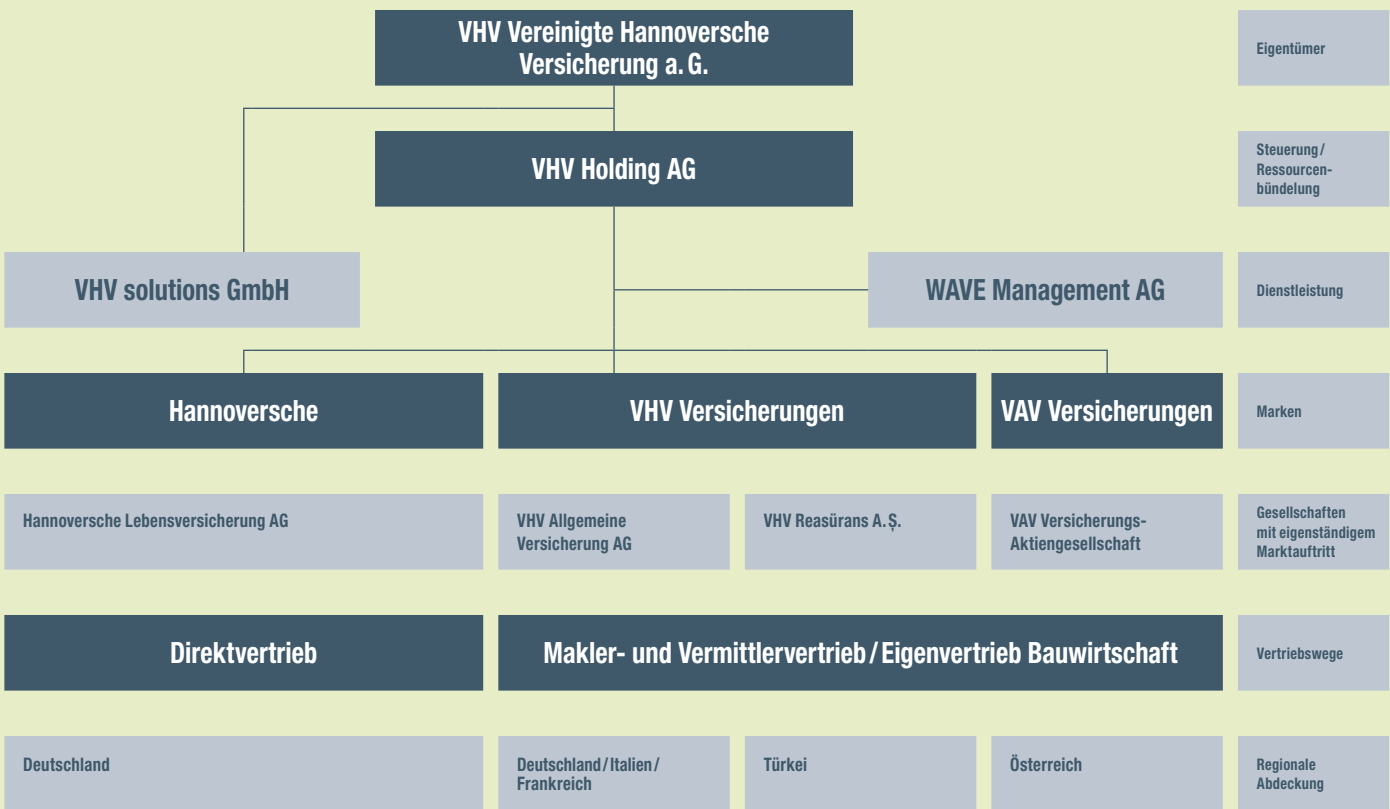 VHV Vereinigte Hannoversche
Versicherung a. G.
Eigentümer
VHV Holding AG
Steuerung /
Ressourcen-
bündelung
VHV solutions GmbH
WAVE Management AG
Dienstleistung
Hannoversche
VHV Versicherungen
VAV Versicherungen
Marken
Hannoversche Lebensversicherung AG
VHV Allgemeine
Versicherung AG
VHV Reasürans A. Ş.
VAV Versicherungs-
Aktiengesellschaft
Gesellschaften
mit eigenständigem
Marktauftritt
Direktvertrieb
Makler- und Vermittlervertrieb / Eigenvertrieb Bauwirtschaft
Vertriebswege
Deutschland
Deutschland / Italien /
Frankreich
Türkei
Österreich
Regionale
Abdeckung